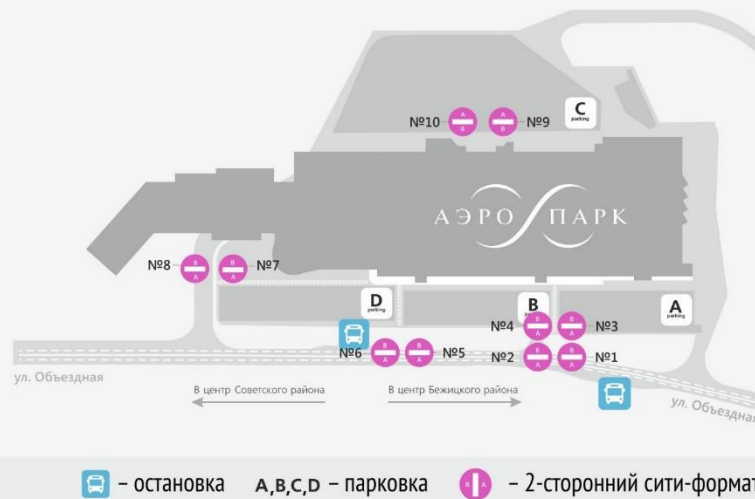 C
parking
A
B
№10
№9
A
B
АЭРО ПАРК
№8
B
A
B
A
№7
D
parking
B
A
parking
№4
B
A
B
A
№3
№6
B
A
B
A
№5
№2
B
A
B
A
№1
ул. Объездная
В центр Советского района
В центр Бежицкого района
ул. Объездная
– остановка
A,B,C,D – парковка
B A
– 2-сторонний сити-формат